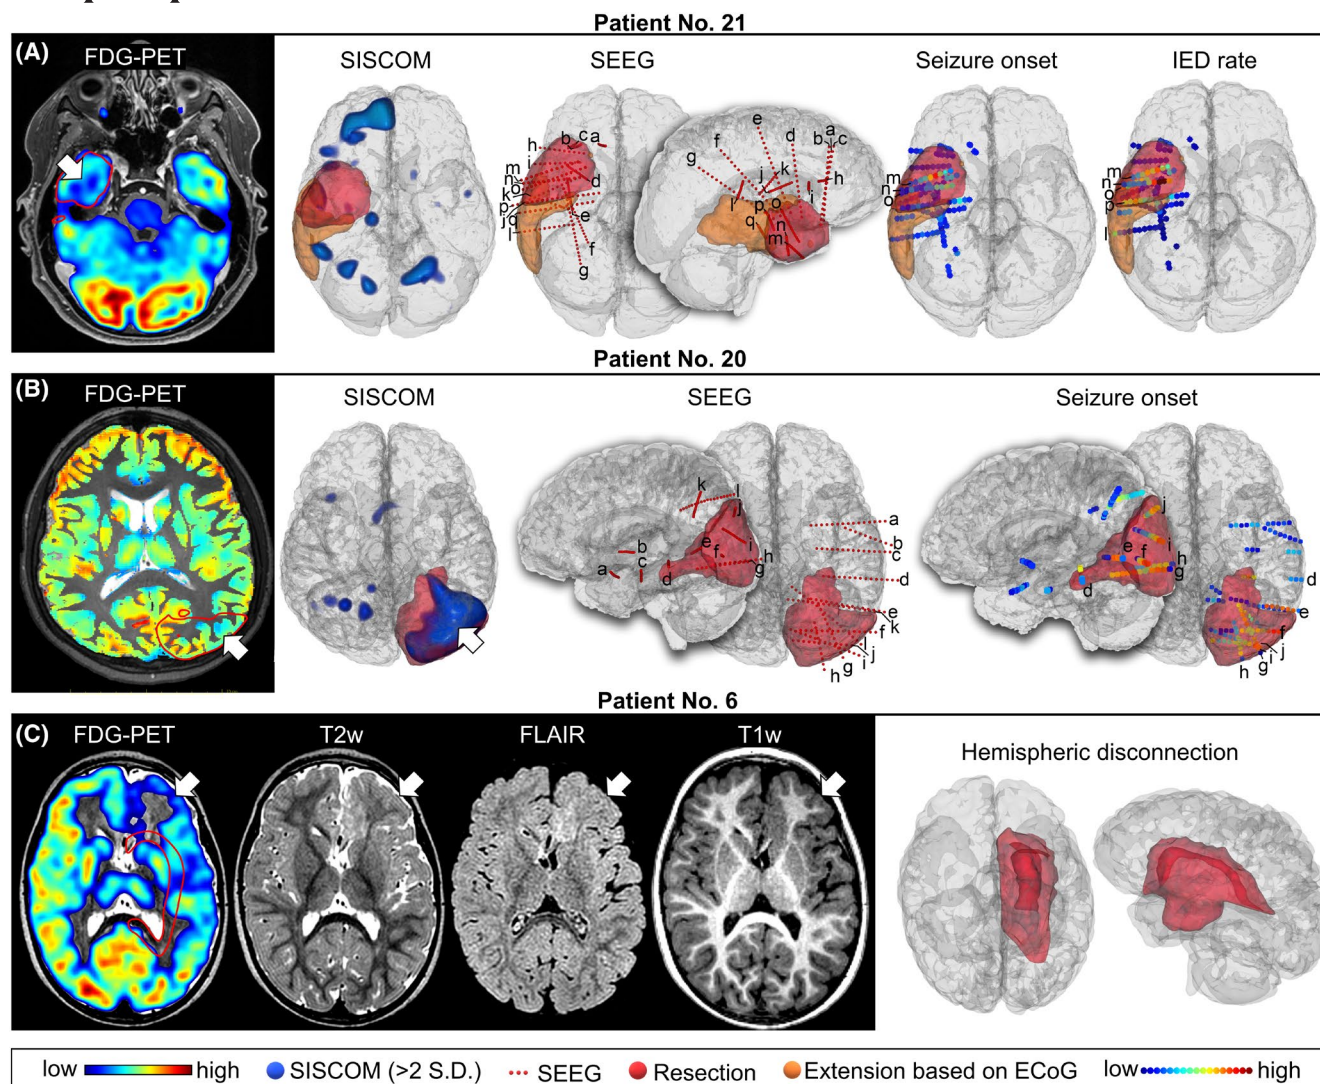 Patient No. 21
(A)
FDG-PET
SISCOM
SEEG
Seizure onset
IED rate
h
b
c
a
i
m
n
o
k
p
j
q
l
d
e
f
g
e
d
a
b
c
f
g
j
k
h
i
l
p
o
q
n
m
m
n
o
m
n
o
p
l
Patient No. 20
(B)
FDG-PET
SISCOM
SEEG
Seizure onset
k
l
j
b
c
a
d
e
f
i
h
g
a
b
c
d
e
k
f
j
i
g
h
j
i
e
f
h
g
d
d
e
f
j
i
g
h
Patient No. 6
(C)
FDG-PET
T2w
FLAIR
T1w
Hemispheric disconnection
low high SISCOM (>2 S.D.) SEEG Resection Extension based on ECoG low high